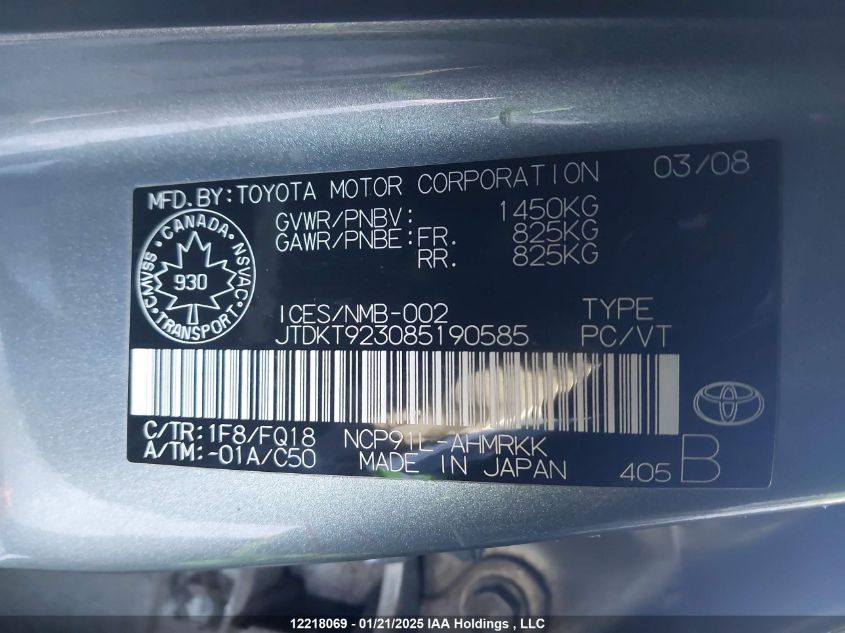 MFD.BY:TOYOTA MOTOR CORPORATION 03/08
GVWR/PNBV: 1450KG
GAWR/PNBE:FR. 825KG
RR. 825KG
CANADA
CMVSS NSVAC
930
TRANSPORT
ICES/NMB-002 TYPE
JTDKT923085190585 PC/VT
C/TR: 1F8/FQ18 NCP91L-AHMRKK
A/TM: -01A/C50 MADE IN JAPAN 405 B
12218069 - 01/21/2025 IAA Holdings , LLC